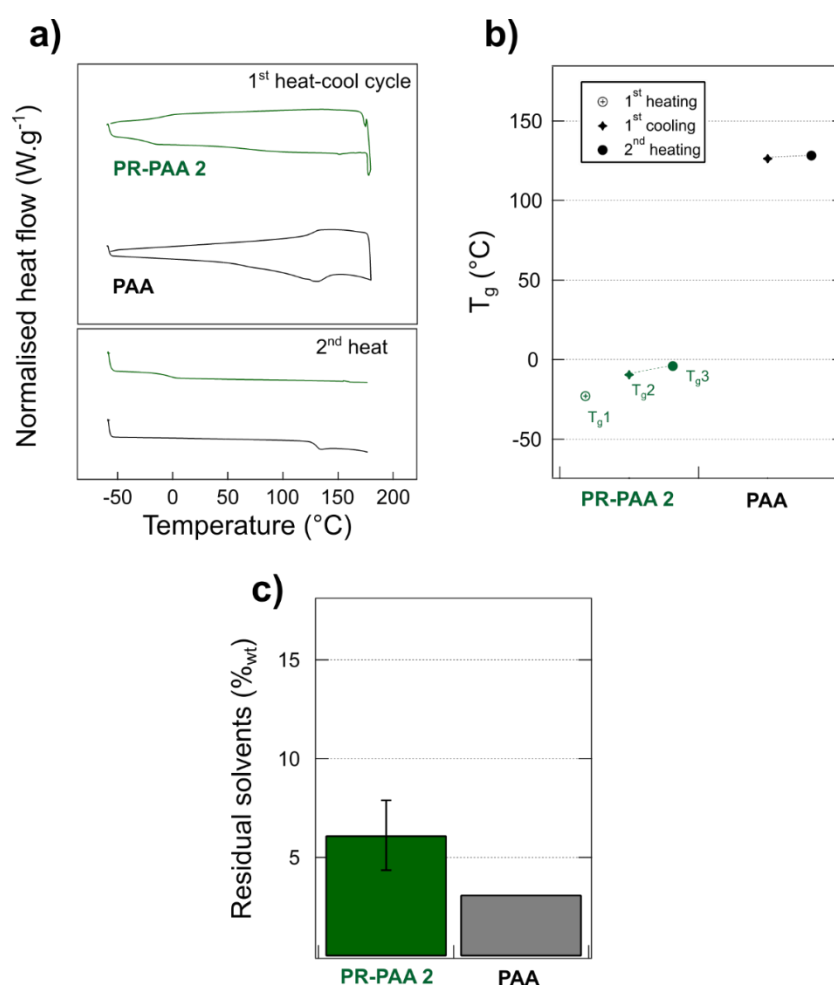 a)
1st heat-cool cycle
PR-PAA 2
PAA
2nd heat
Normalised heat flow (W.g-1)
-50 0 50 100 150 200
Temperature (°C)
b)
1st heating
1st cooling
2nd heating
150
100
50
0
-50
Tg (°C)
Tg1
Tg2
Tg3
PR-PAA 2
PAA
c)
15
10
5
Residual solvents (%wt)
PR-PAA 2
PAA